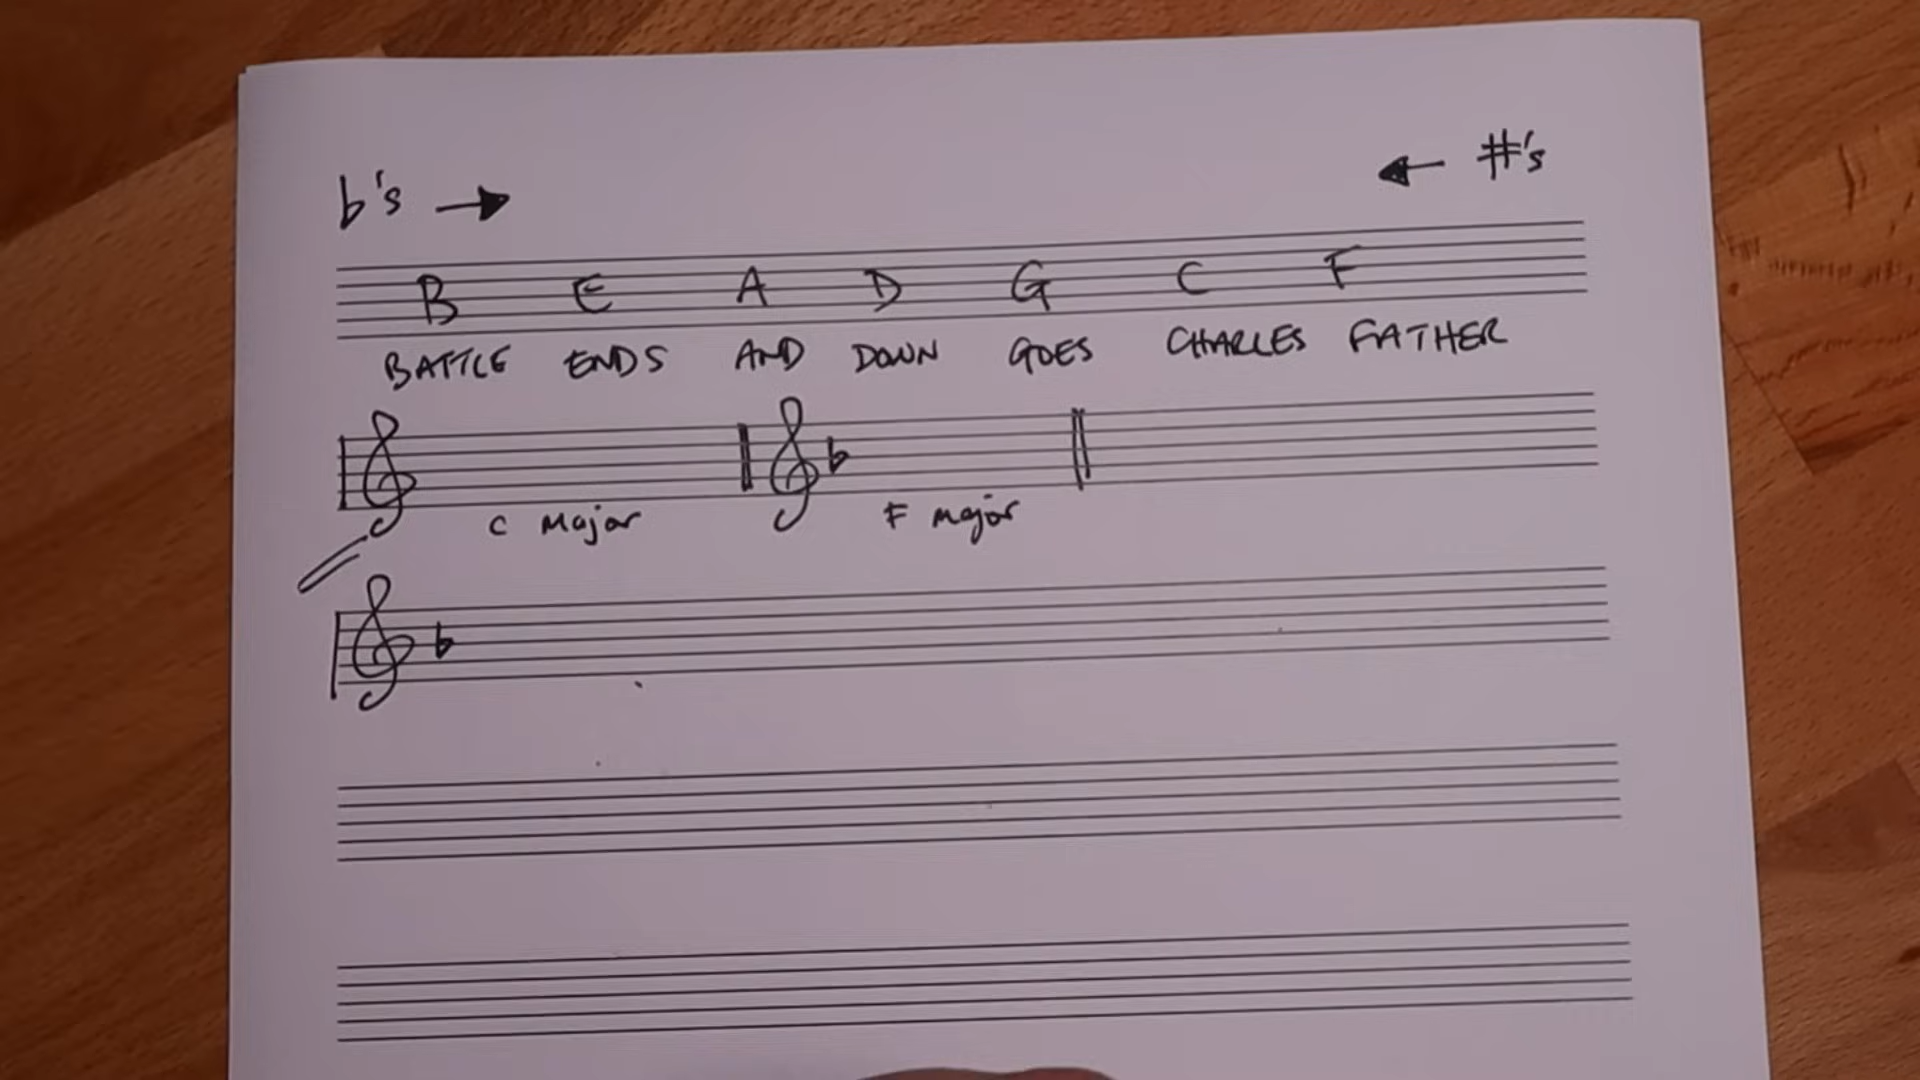 ♭'s → ← #'s
B E A D G C F
BATTLE ENDS AND DOWN GOES CHARLES FATHER
♭
C Major F major
♭